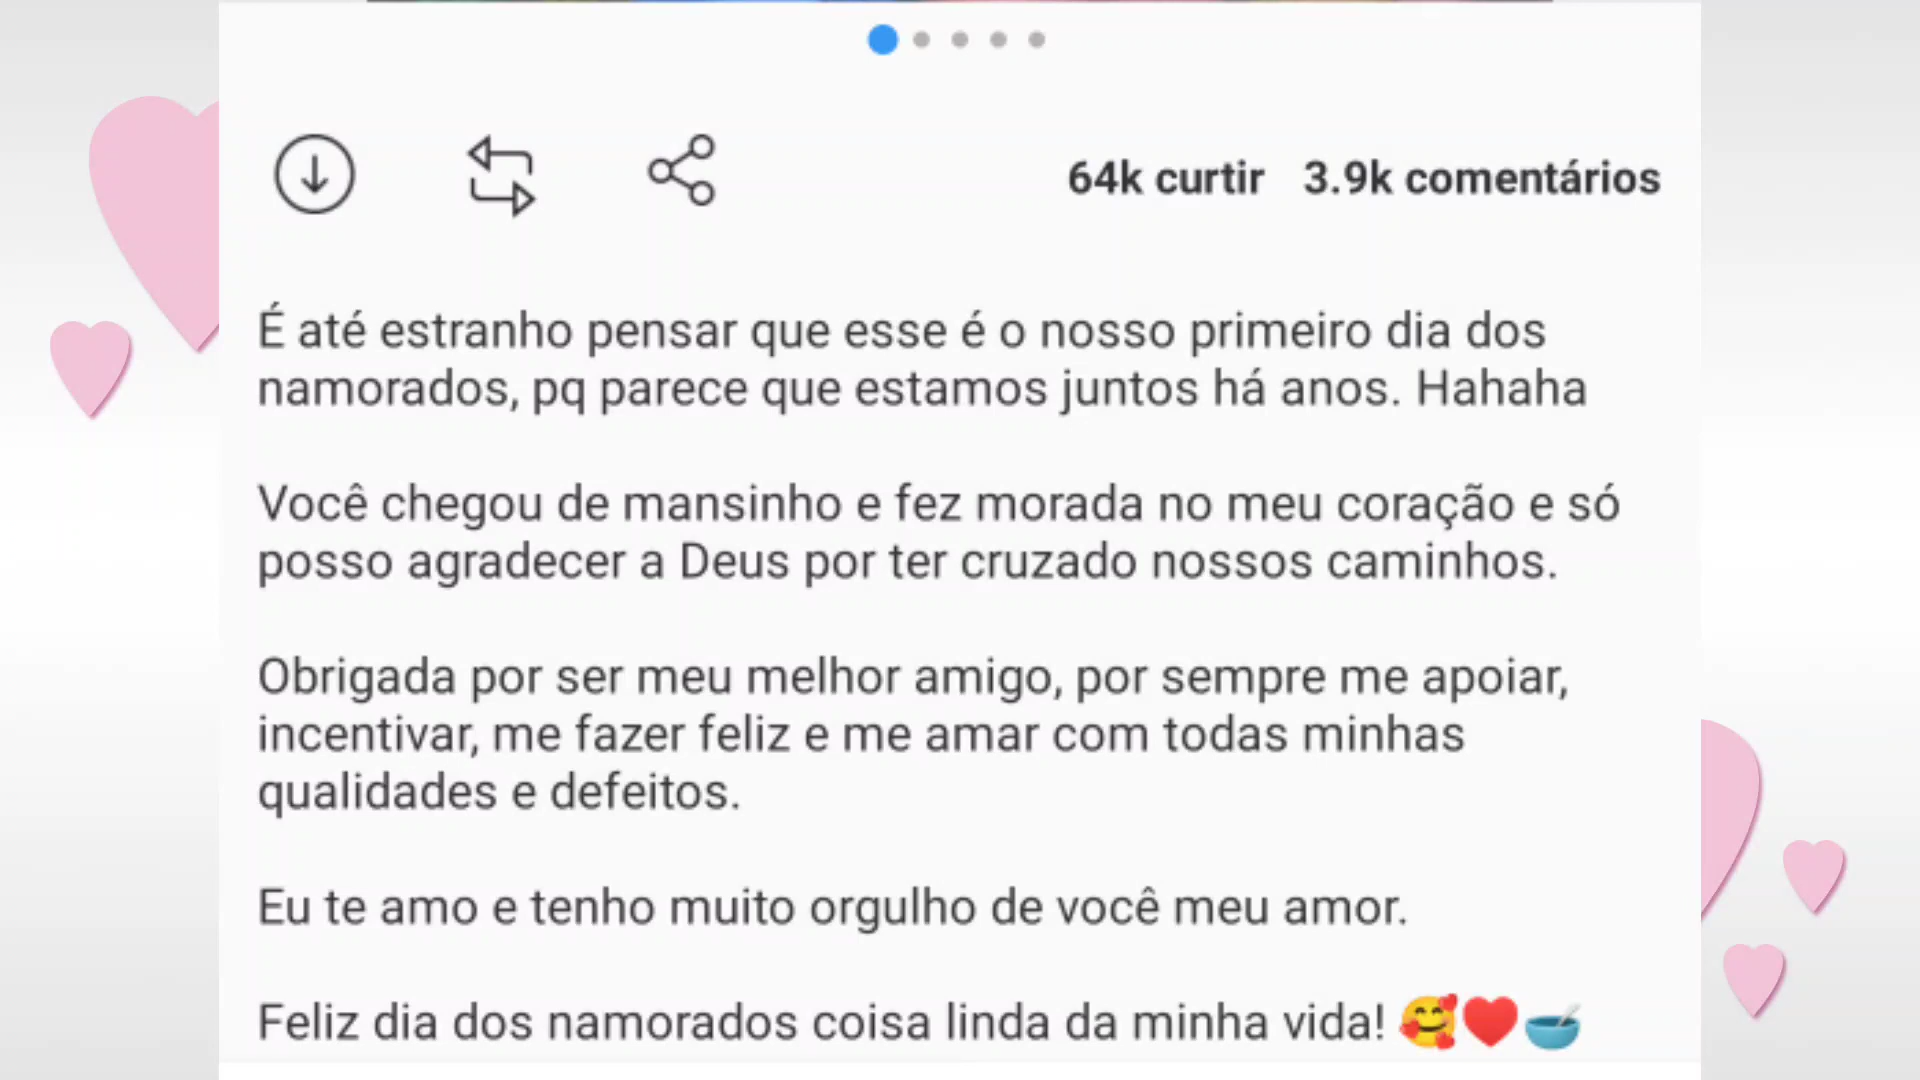 64k curtir 3.9k comentários
É até estranho pensar que esse é o nosso primeiro dia dos
namorados, pq parece que estamos juntos há anos. Hahaha
Você chegou de mansinho e fez morada no meu coração e só
posso agradecer a Deus por ter cruzado nossos caminhos.
Obrigada por ser meu melhor amigo, por sempre me apoiar,
incentivar, me fazer feliz e me amar com todas minhas
qualidades e defeitos.
Eu te amo e tenho muito orgulho de você meu amor.
Feliz dia dos namorados coisa linda da minha vida! 🥰❤️🥣